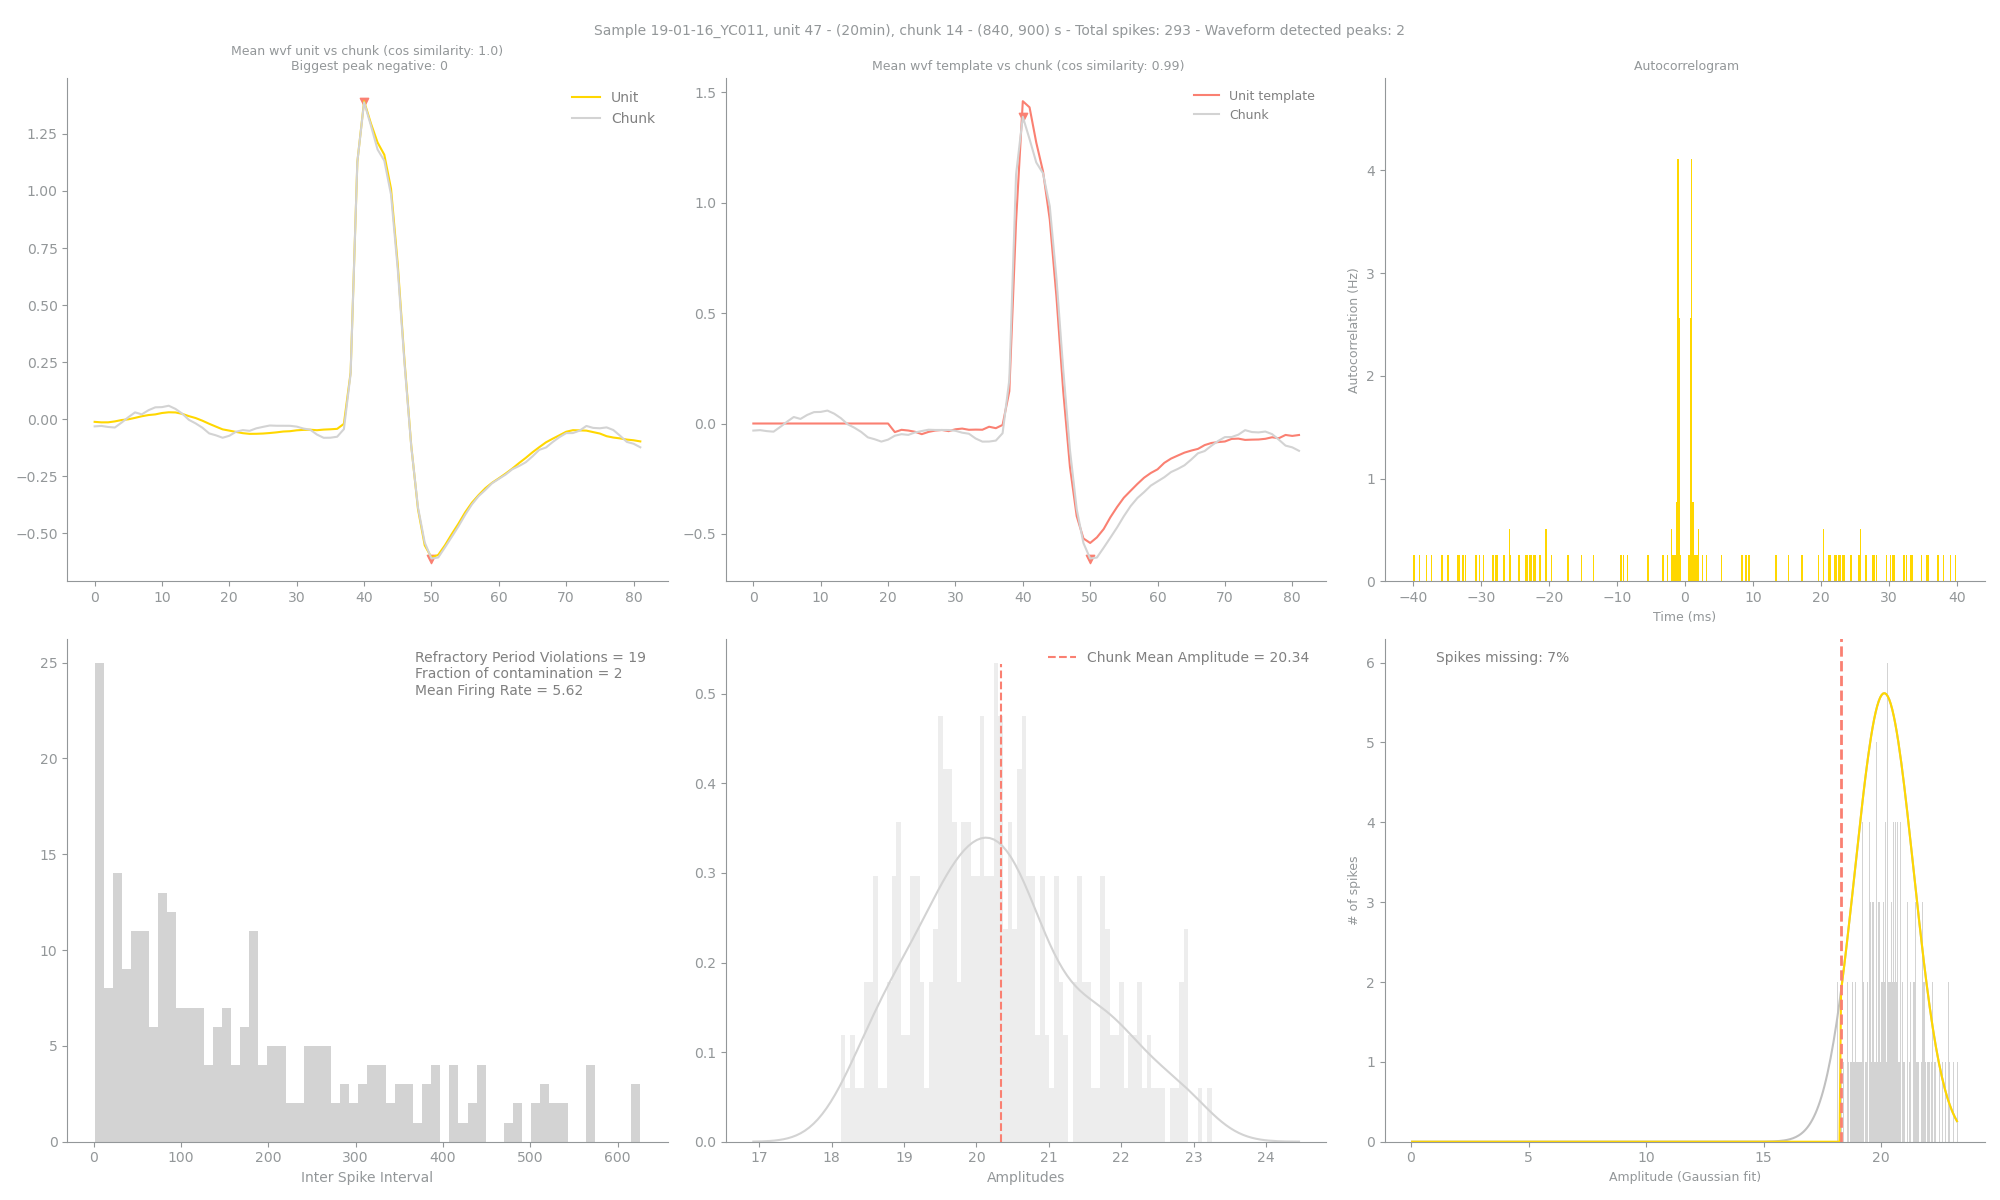 Sample 19-01-16_YC011, unit 47 - (20min), chunk 14 - (840, 900) s - Total spikes: 293 - Waveform detected peaks: 2
Mean wvf unit vs chunk (cos similarity: 1.0)
Biggest peak negative: 0
Unit
Chunk
1.25
1.00
0.75
0.50
0.25
0.00
−0.25
−0.50
0 10 20 30 40 50 60 70 80
Mean wvf template vs chunk (cos similarity: 0.99)
Unit template
Chunk
1.5
1.0
0.5
0.0
−0.5
0 10 20 30 40 50 60 70 80
Autocorrelogram
Autocorrelation (Hz)
4
3
2
1
0
−40 −30 −20 −10 0 10 20 30 40
Time (ms)
Refractory Period Violations = 19
Fraction of contamination = 2
Mean Firing Rate = 5.62
25
20
15
10
5
0
0 100 200 300 400 500 600
Inter Spike Interval
Chunk Mean Amplitude = 20.34
0.5
0.4
0.3
0.2
0.1
0.0
17 18 19 20 21 22 23 24
Amplitudes
Spikes missing: 7%
# of spikes
6
5
4
3
2
1
0
0 5 10 15 20
Amplitude (Gaussian fit)